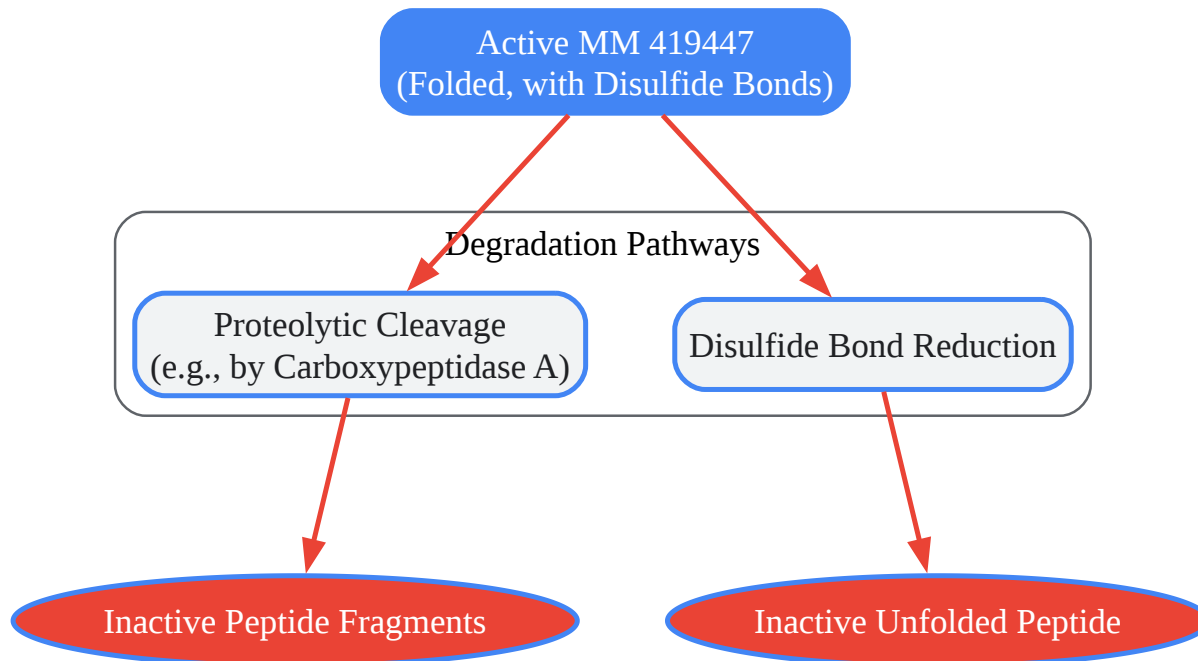 Active MM 419447
(Folded, with Disulfide Bonds)
Degradation Pathways
Proteolytic Cleavage
(e.g., by Carboxypeptidase A)
Disulfide Bond Reduction
Inactive Peptide Fragments
Inactive Unfolded Peptide